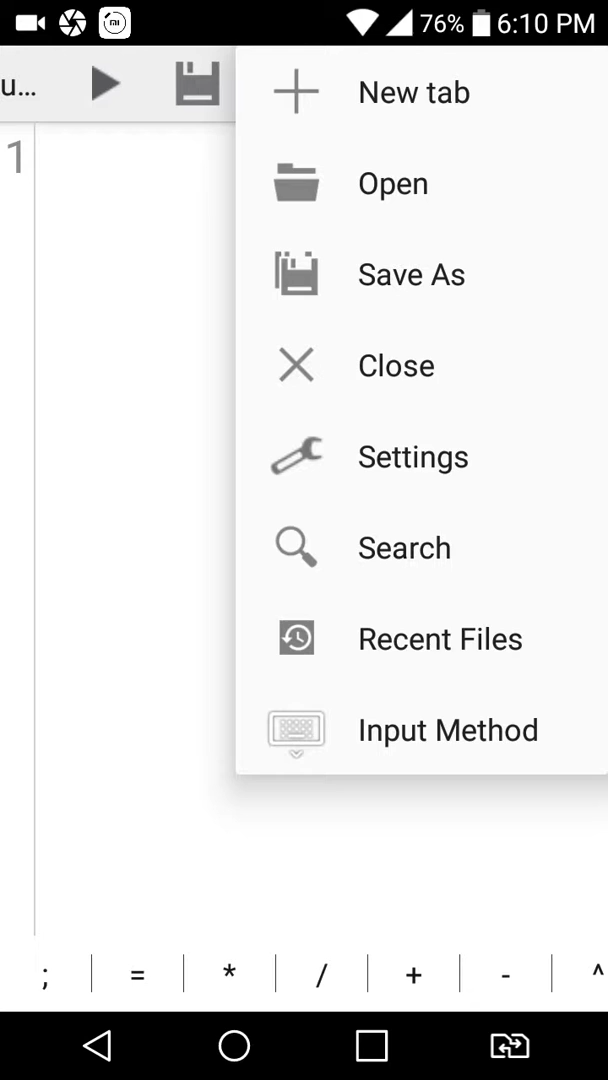 76% 6:10 PM
u...
New tab
1
Open
Save As
Close
Settings
Search
Recent Files
Input Method
; = * / + - ^